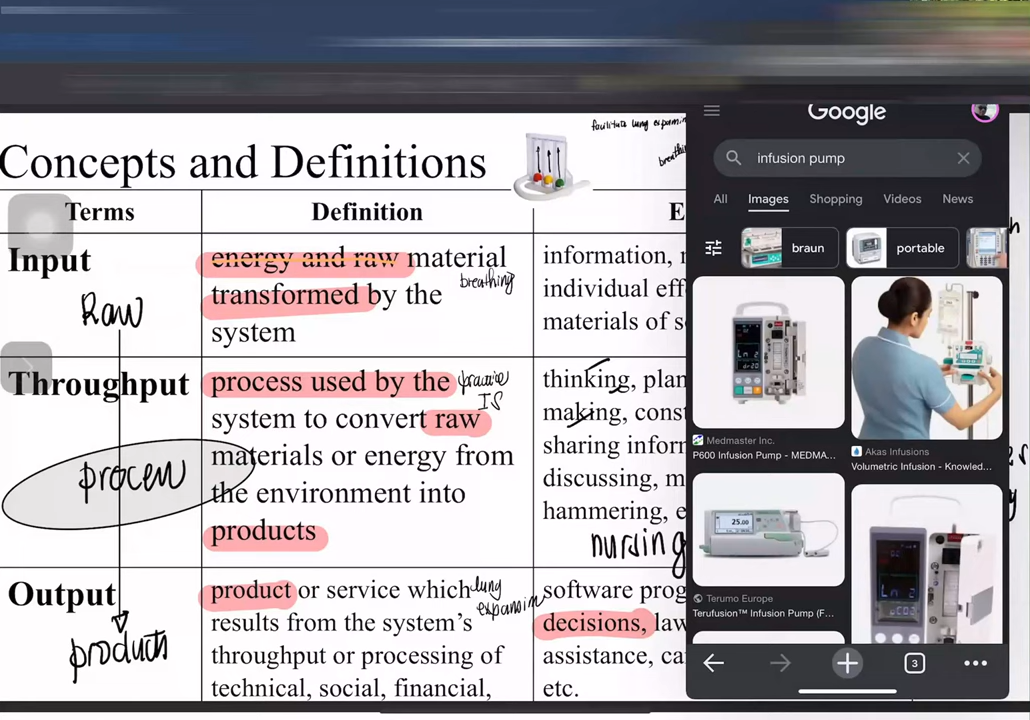 facilitate lung
Concepts and Definitions
Terms
Definition
E
Input
Raw
energy and raw material
transformed by the
system
breathing
information,
individual eff
materials of s
Throughput
process
process used by the
system to convert raw
materials or energy from
the environment into
products
IS
thinking, plan
making, const
sharing inform
discussing, m
hammering, e
nursing
Output
products
product or service which
results from the system's
throughput or processing of
technical, social, financial,
lung
expansion
software prog
decisions, law
assistance, ca
etc.
Google
infusion pump
All Images Shopping Videos News
braun portable
Medmaster Inc.
P600 Infusion Pump - MEDMA...
Akas Infusions
Volumetric Infusion - Knowled...
25.00
Terumo Europe
Terufusion™ Infusion Pump (F...
3